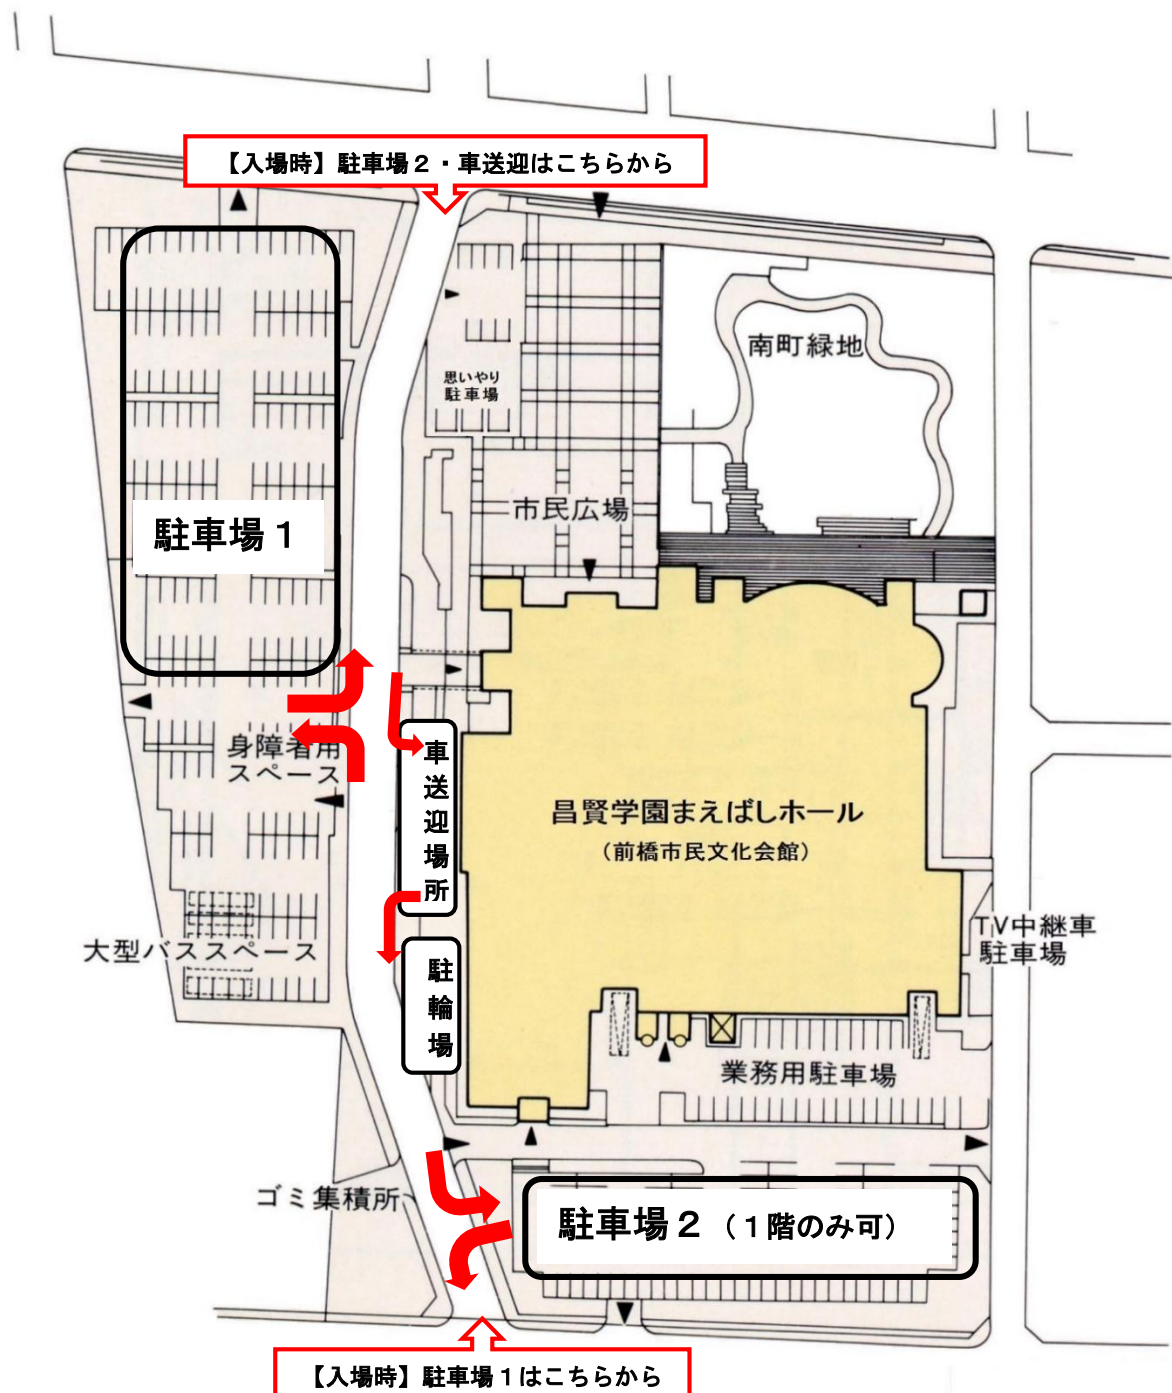 【入場時】駐車場２・車送迎はこちらから
南町緑地
思いやり
駐車場
市民広場
駐車場１
身障者用
スペース
車送迎場所
昌賢学園まえばしホール
(前橋市民文化会館)
大型バススペース
TV中継車
駐車場
駐輪場
業務用駐車場
ゴミ集積所
駐車場２（１階のみ可）
【入場時】駐車場１はこちらから